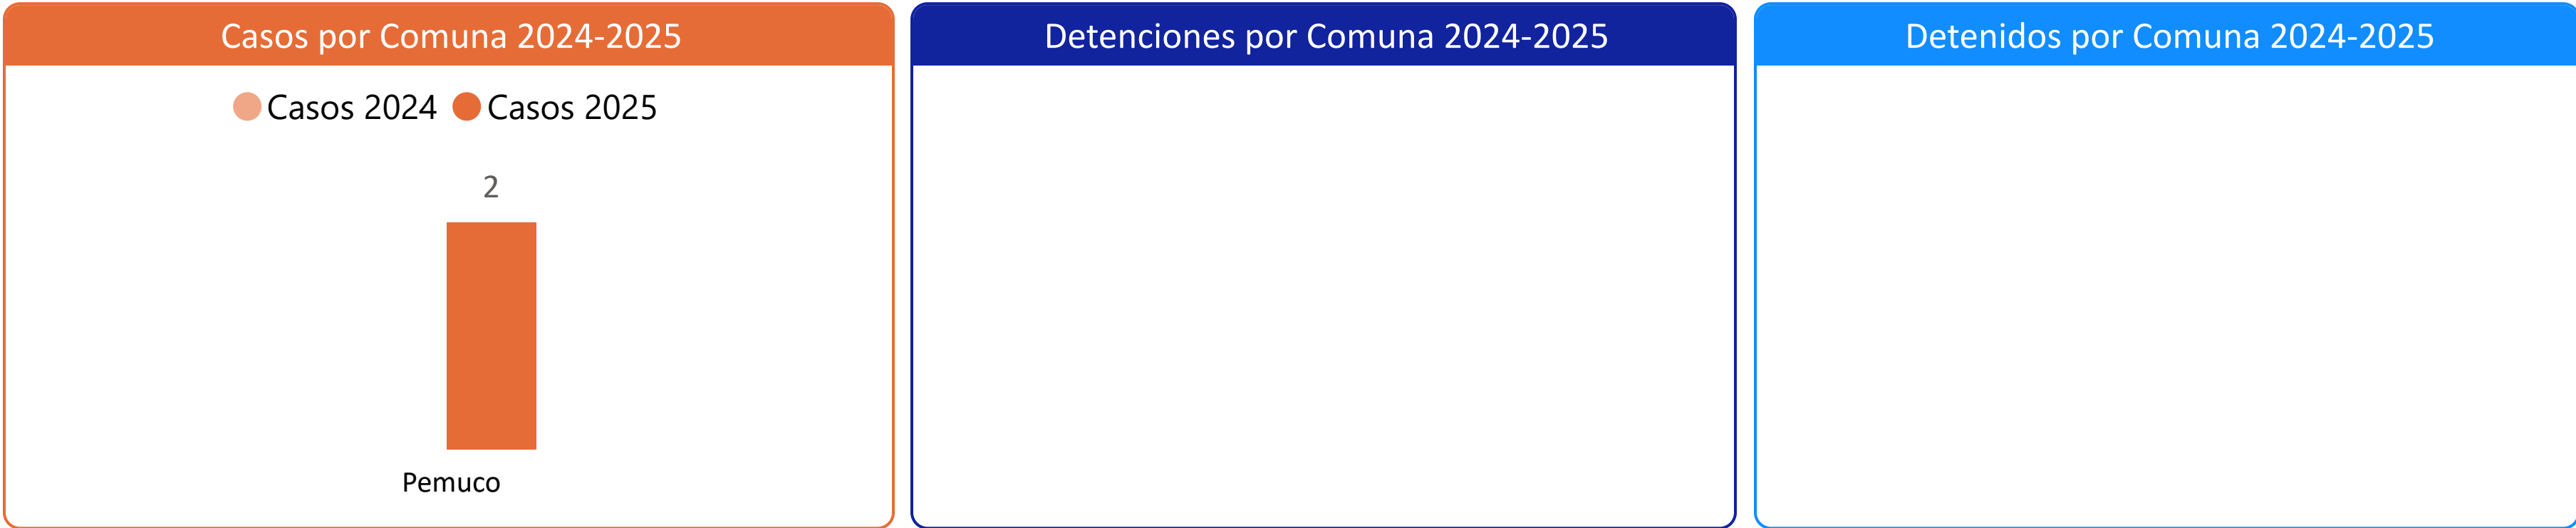 Casos por Comuna 2024-2025
Casos 2024 Casos 2025
2
Pemuco
Detenciones por Comuna 2024-2025
Detenidos por Comuna 2024-2025